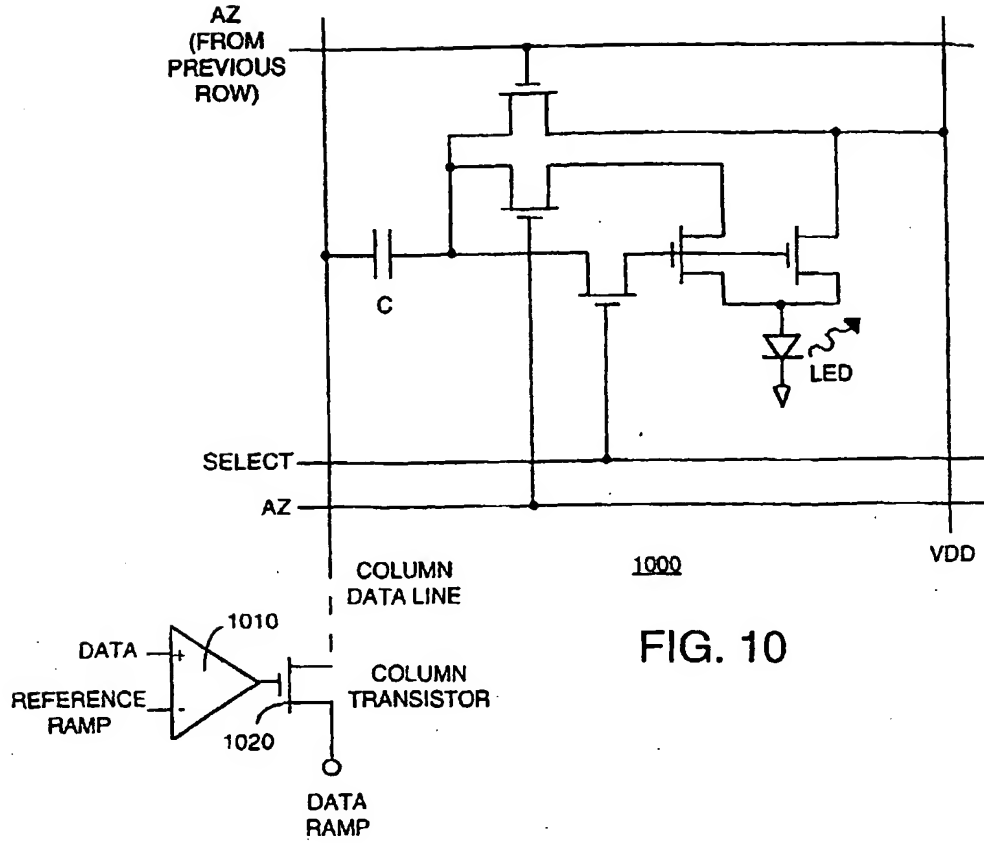 AZ
(FROM
PREVIOUS
ROW)
C
LED
SELECT
AZ
VDD
1000
COLUMN
DATA LINE
FIG. 10
1010
DATA
+
REFERENCE
RAMP
-
1020
COLUMN
TRANSISTOR
DATA
RAMP